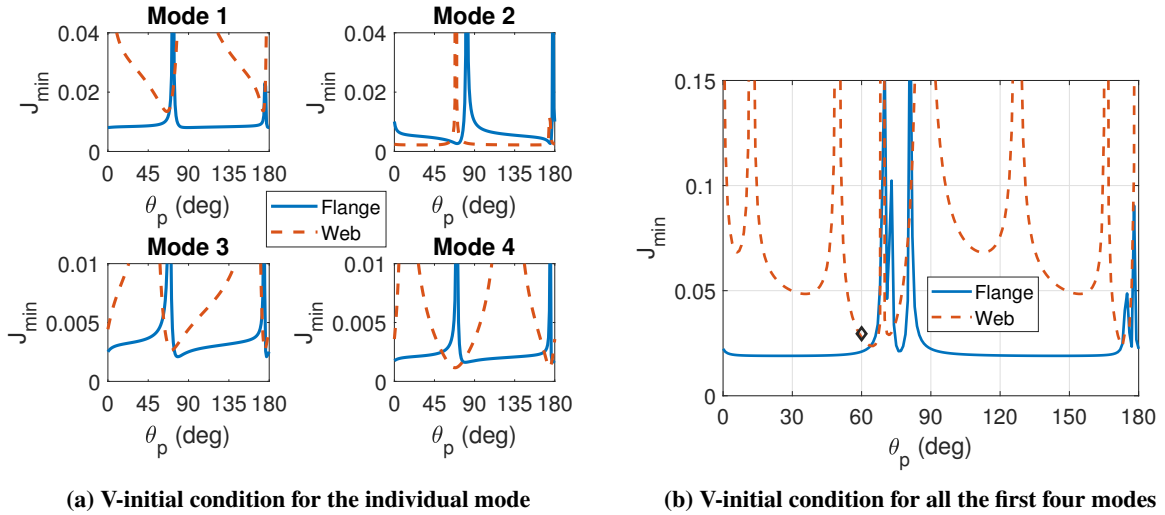 Mode 1
Mode 2
J_min
0.04
0.02
0
0 45 90 135 180
θ_p (deg)
J_min
0.04
0.02
0
0 45 90 135 180
θ_p (deg)
Flange
Web
Mode 3
Mode 4
J_min
0.01
0.005
0
0 45 90 135 180
θ_p (deg)
J_min
0.01
0.005
0
0 45 90 135 180
θ_p (deg)
(a) V-initial condition for the individual mode
J_min
0.15
0.1
0.05
0
Flange
Web
0 30 60 90 120 150 180
θ_p (deg)
(b) V-initial condition for all the first four modes